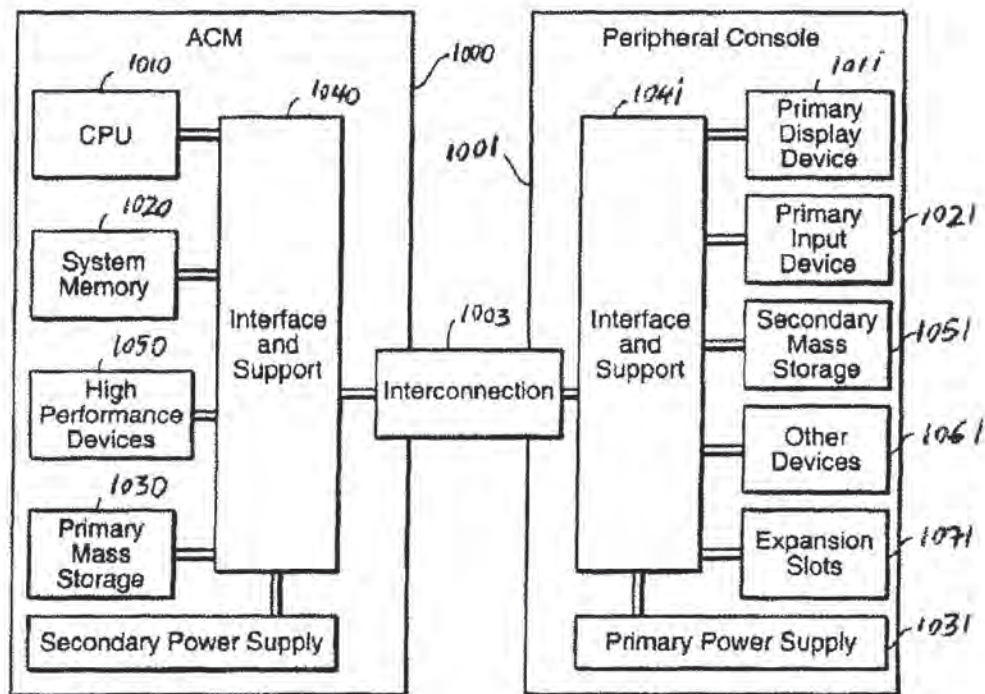 ACM
1000
1010
CPU
1040
1020
System
Memory
Interface
and
Support
1050
High
Performance
Devices
1030
Primary
Mass
Storage
Secondary Power Supply
1003
Interconnection
Peripheral Console
1001
1041
Interface
and
Support
1011
Primary
Display
Device
1021
Primary
Input
Device
1051
Secondary
Mass
Storage
1061
Other
Devices
1071
Expansion
Slots
Primary Power Supply
1031